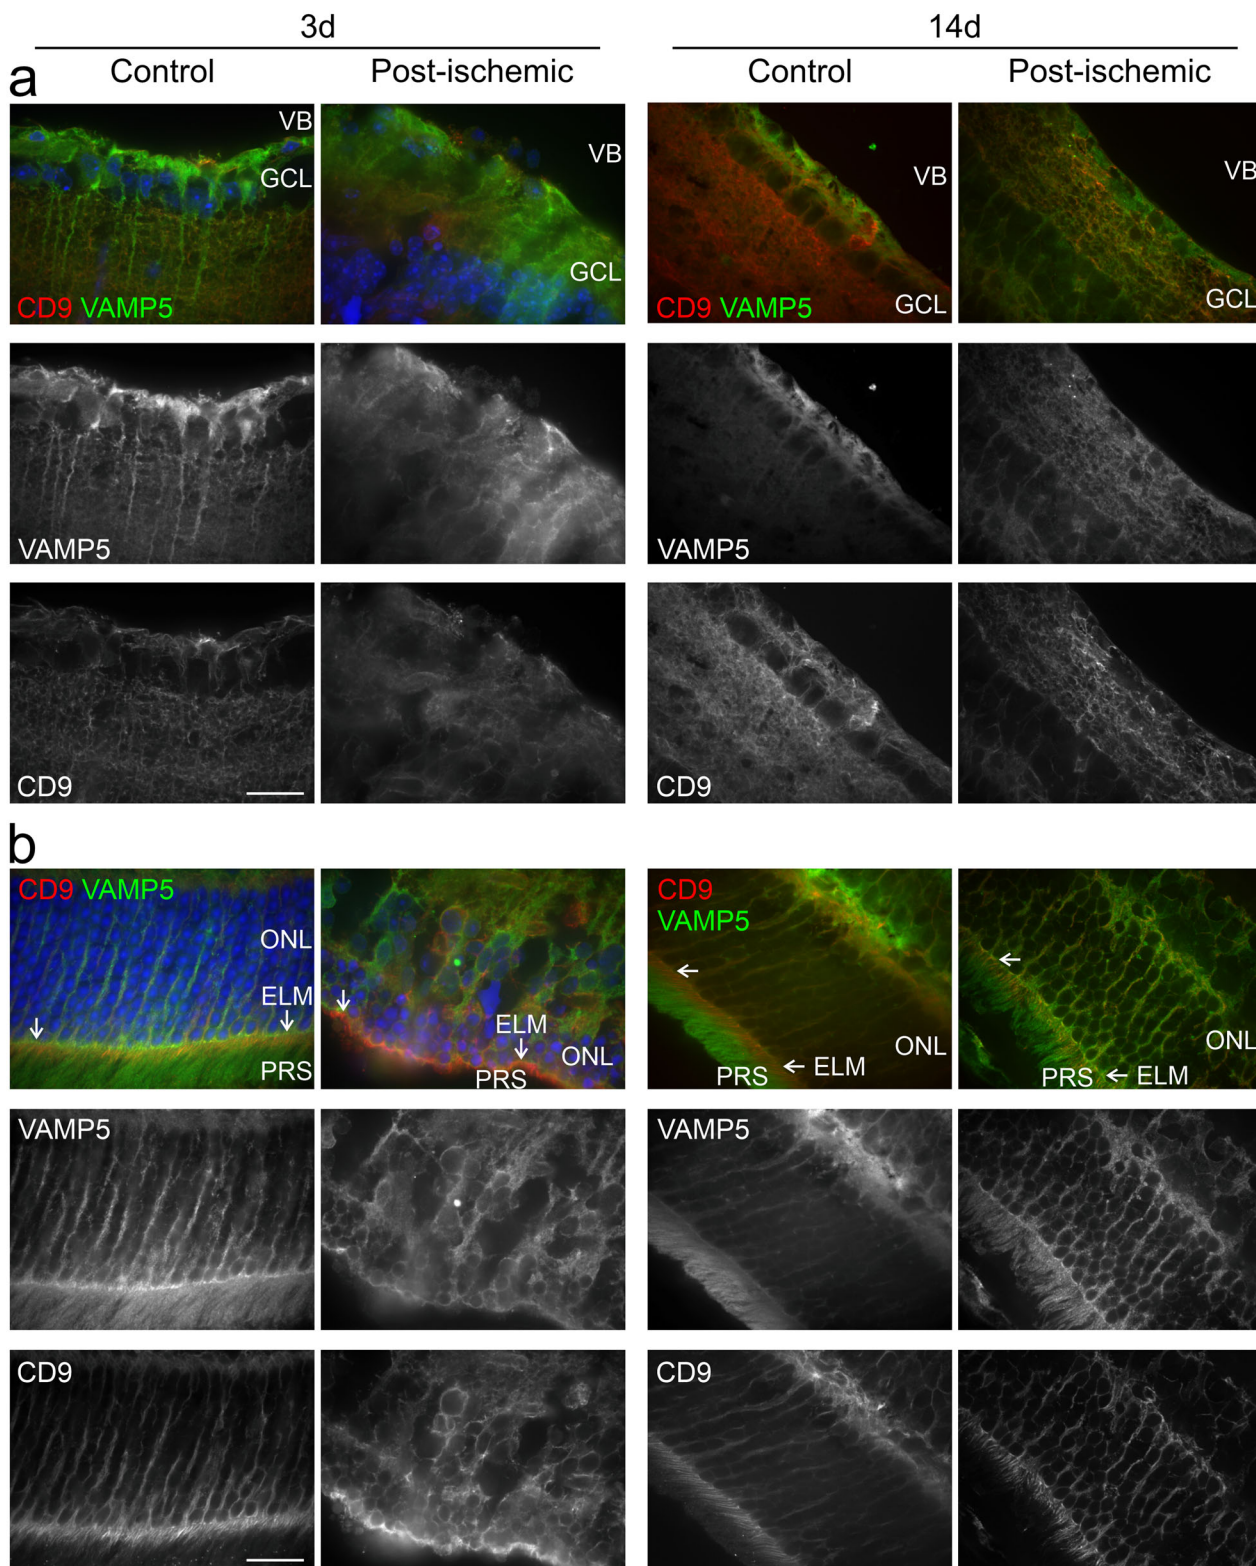 3d 14d
a Control Post-ischemic Control Post-ischemic
VB VB VB VB
GCL GCL GCL GCL
CD9 VAMP5 CD9 VAMP5
VAMP5 VAMP5
CD9 CD9
b
CD9 VAMP5 CD9
VAMP5
ONL ELM PRS
ELM ONL PRS
ONL PRS ELM
ONL PRS ELM
VAMP5 VAMP5
CD9 CD9